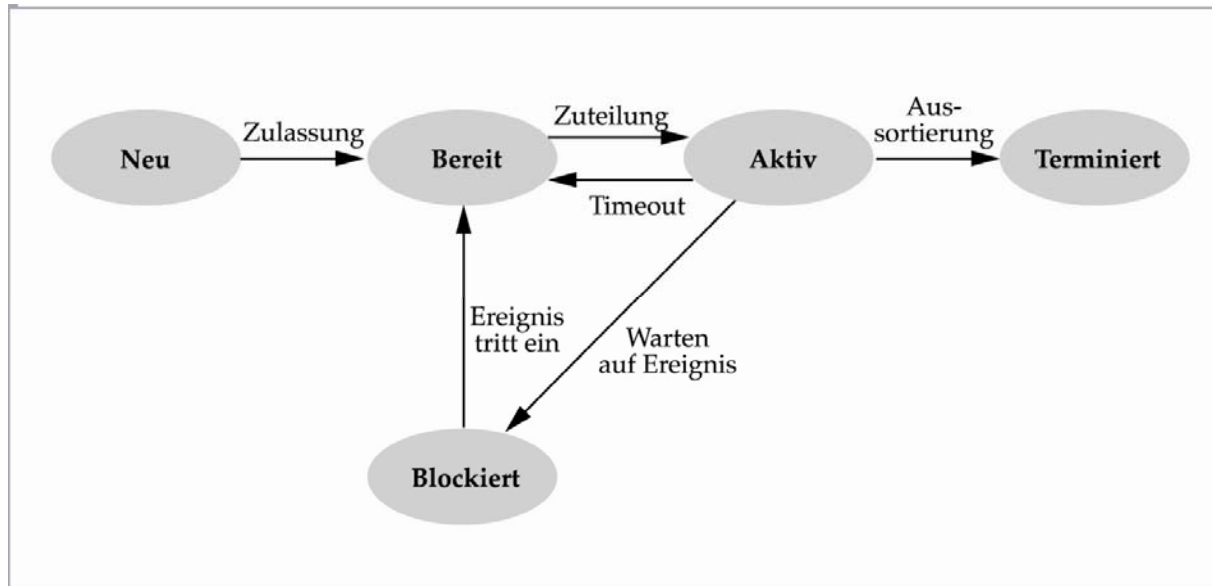 Neu
Zulassung
Bereit
Zuteilung
Timeout
Aktiv
Aus-
sortierung
Terminiert
Ereignis
tritt ein
Warten
auf Ereignis
Blockiert